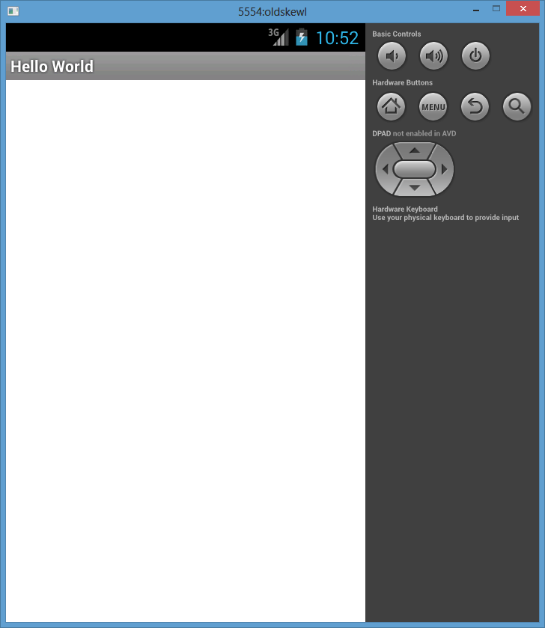 5554:oldskewl
3G
10:52
Hello World
Basic Controls
Hardware Buttons
MENU
DPAD not enabled in AVD
Hardware Keyboard
Use your physical keyboard to provide input